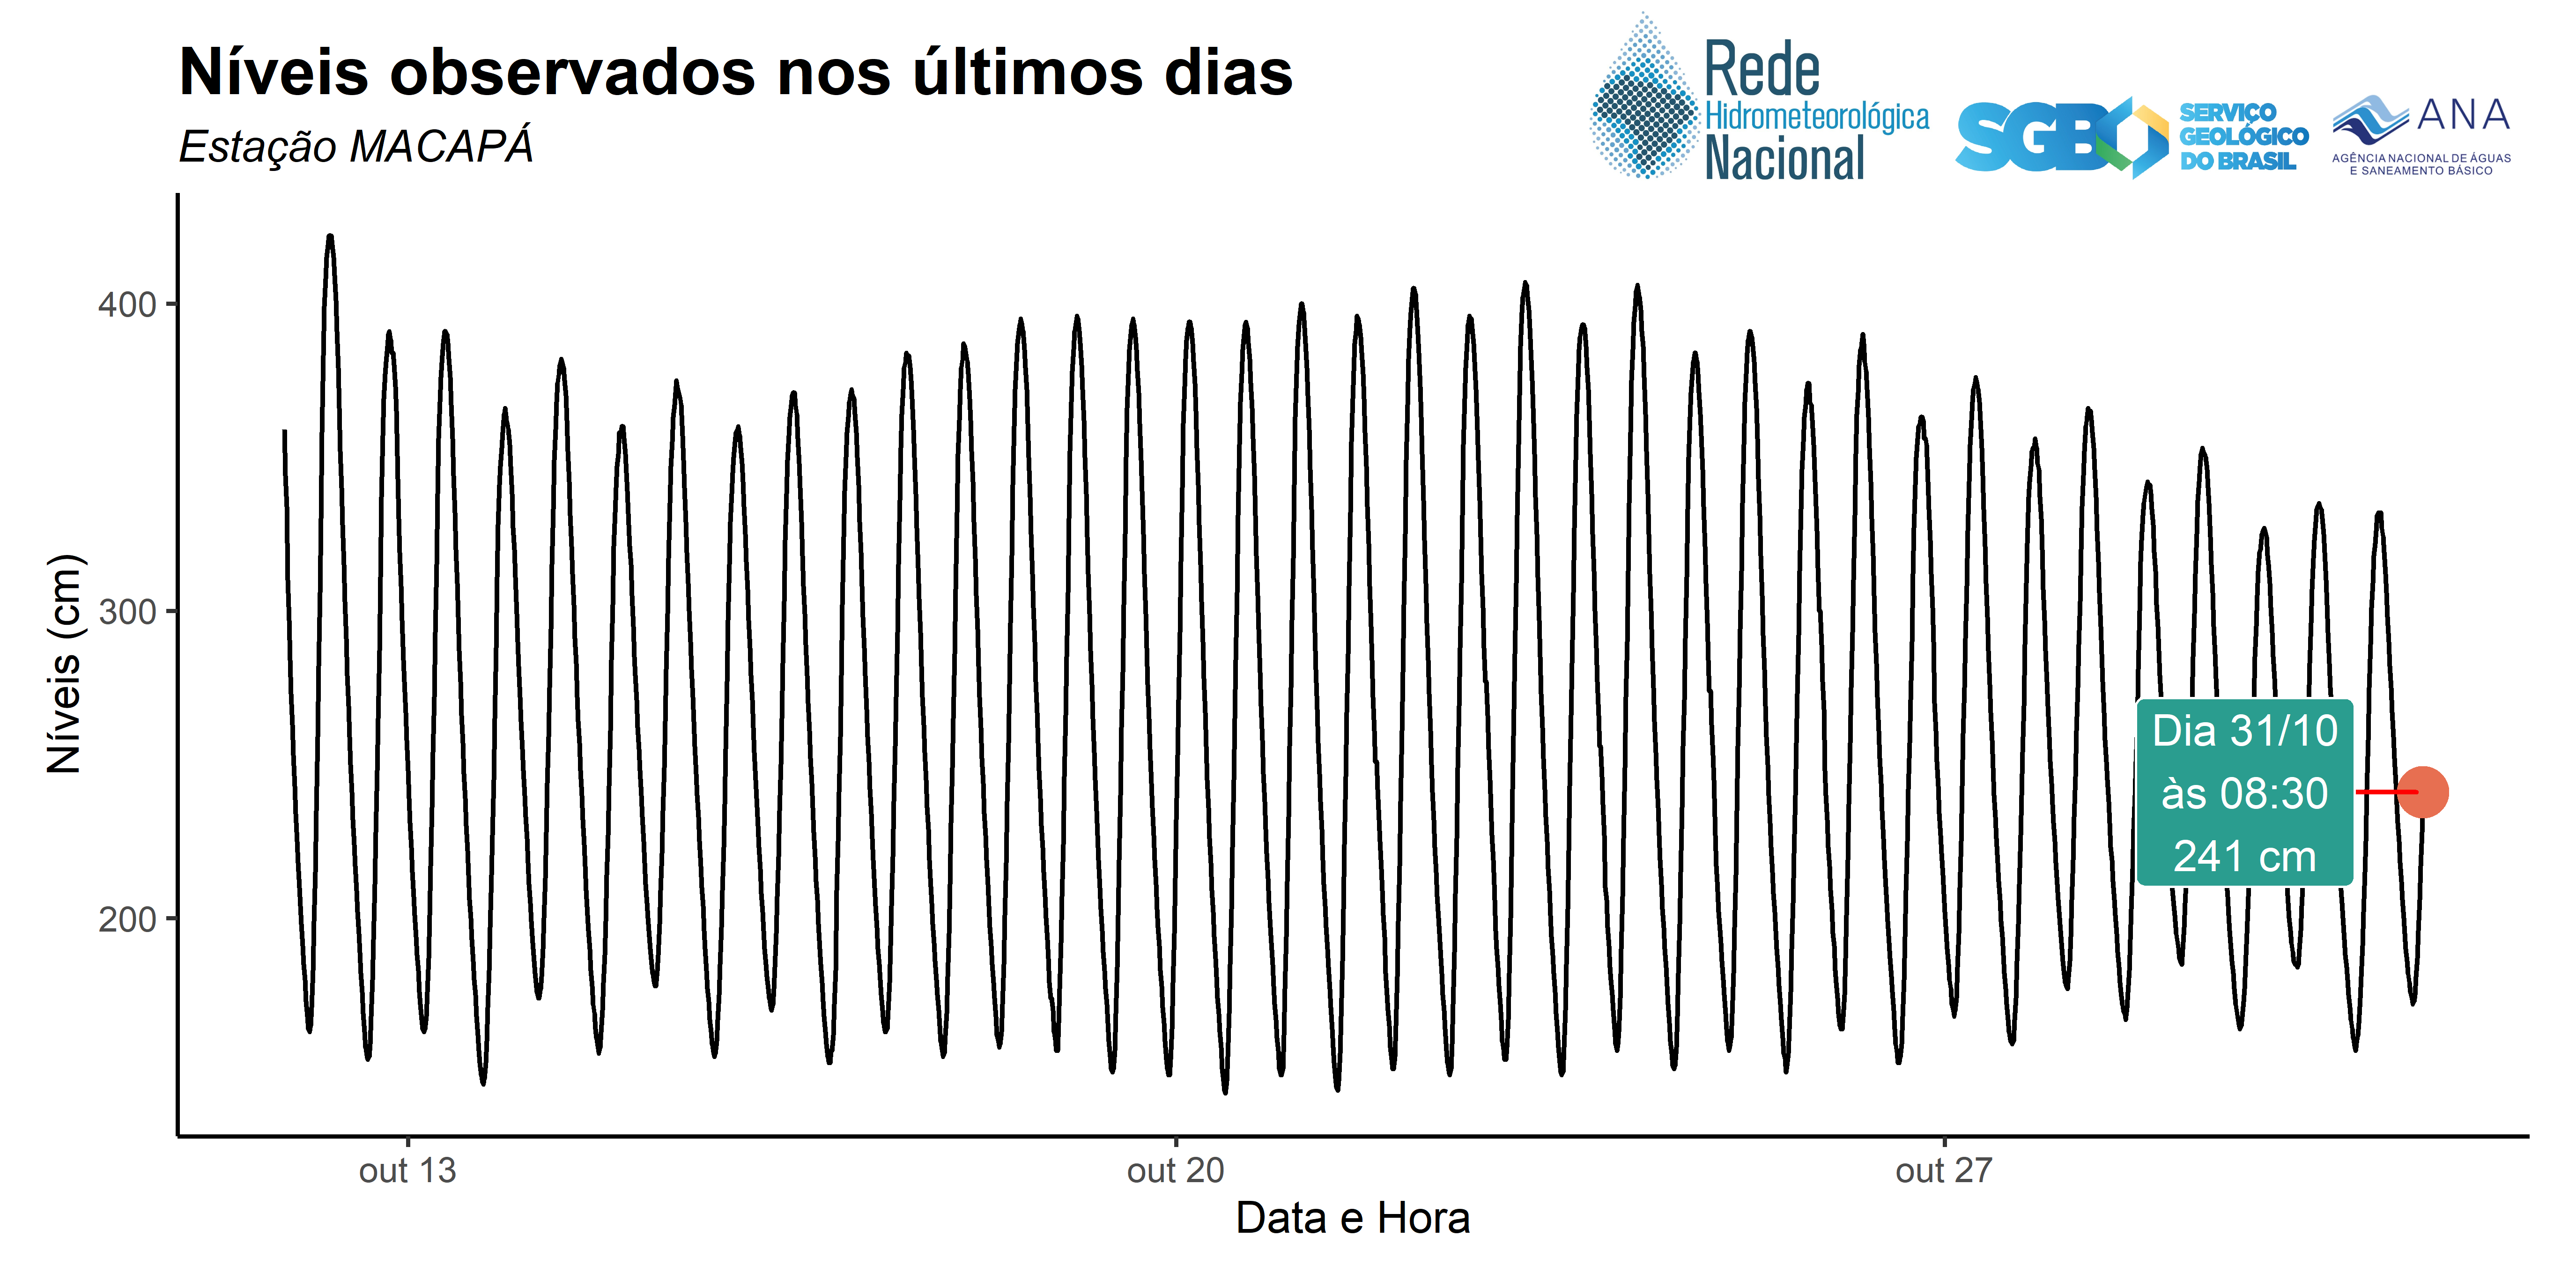 Níveis observados nos últimos dias
Estação MACAPÁ
Rede
Hidrometeorológica
Nacional
SGB
SERVIÇO
GEOLÓGICO
DO BRASIL
ANA
AGÊNCIA NACIONAL DE ÁGUAS
E SANEAMENTO BÁSICO
Níveis (cm)
400
300
200
Dia 31/10
às 08:30
241 cm
out 13
out 20
out 27
Data e Hora